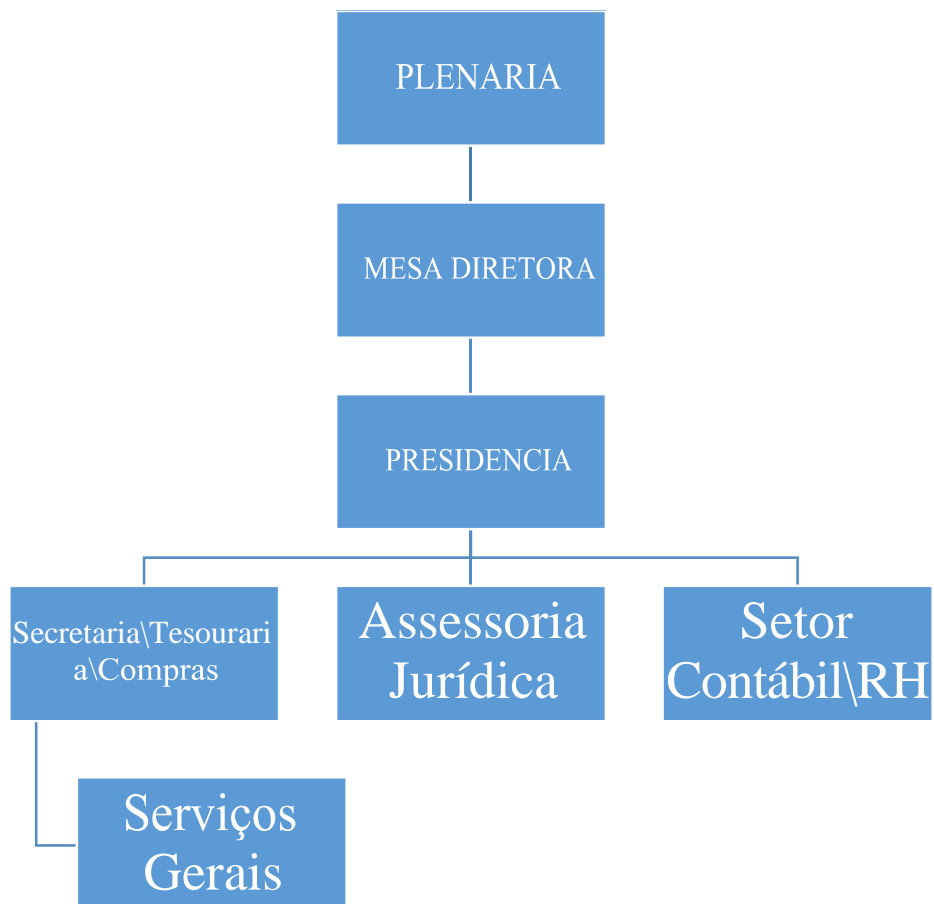 PLENARIA
MESA DIRETORA
PRESIDENCIA
Secretaria\Tesourari
a\Compras
Assessoria
Jurídica
Setor
Contábil\RH
Serviços
Gerais